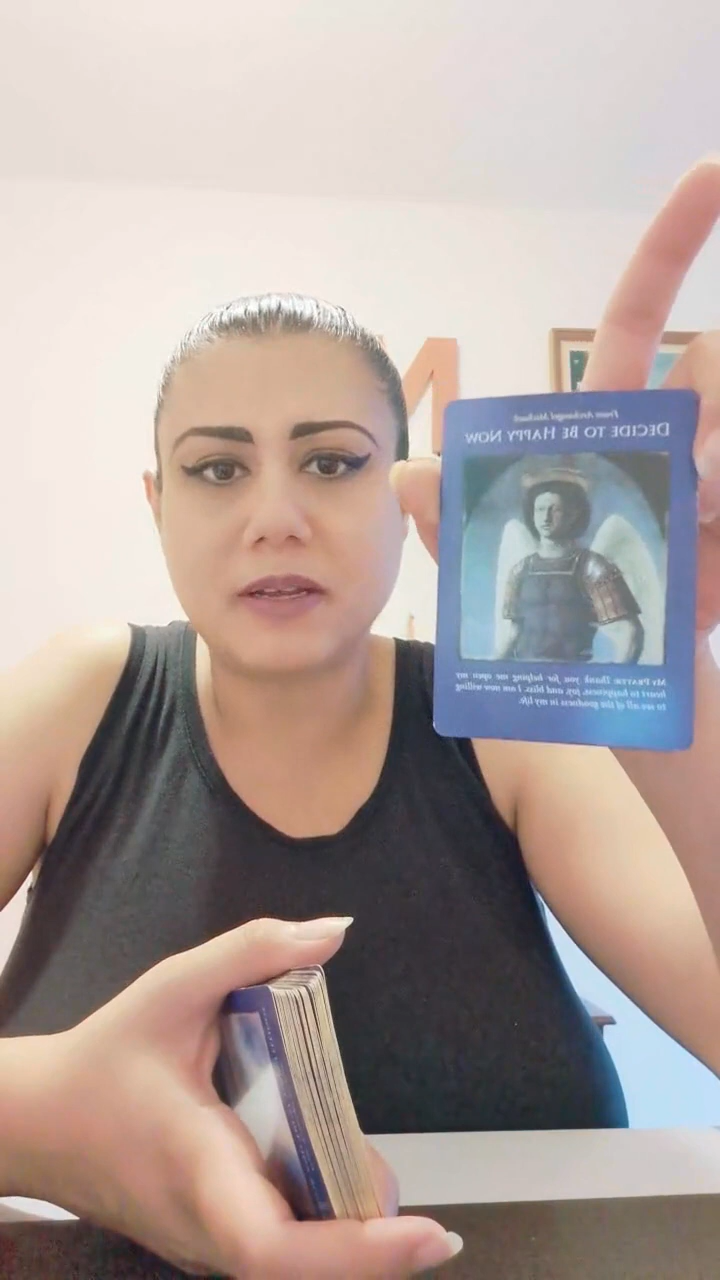 From Archangel Michael:
DECIDE TO BE HAPPY NOW
MY PRAYER: Thank you for helping me open my
heart to happiness, joy, and bliss. I am now willing
to see all of the goodness in my life.